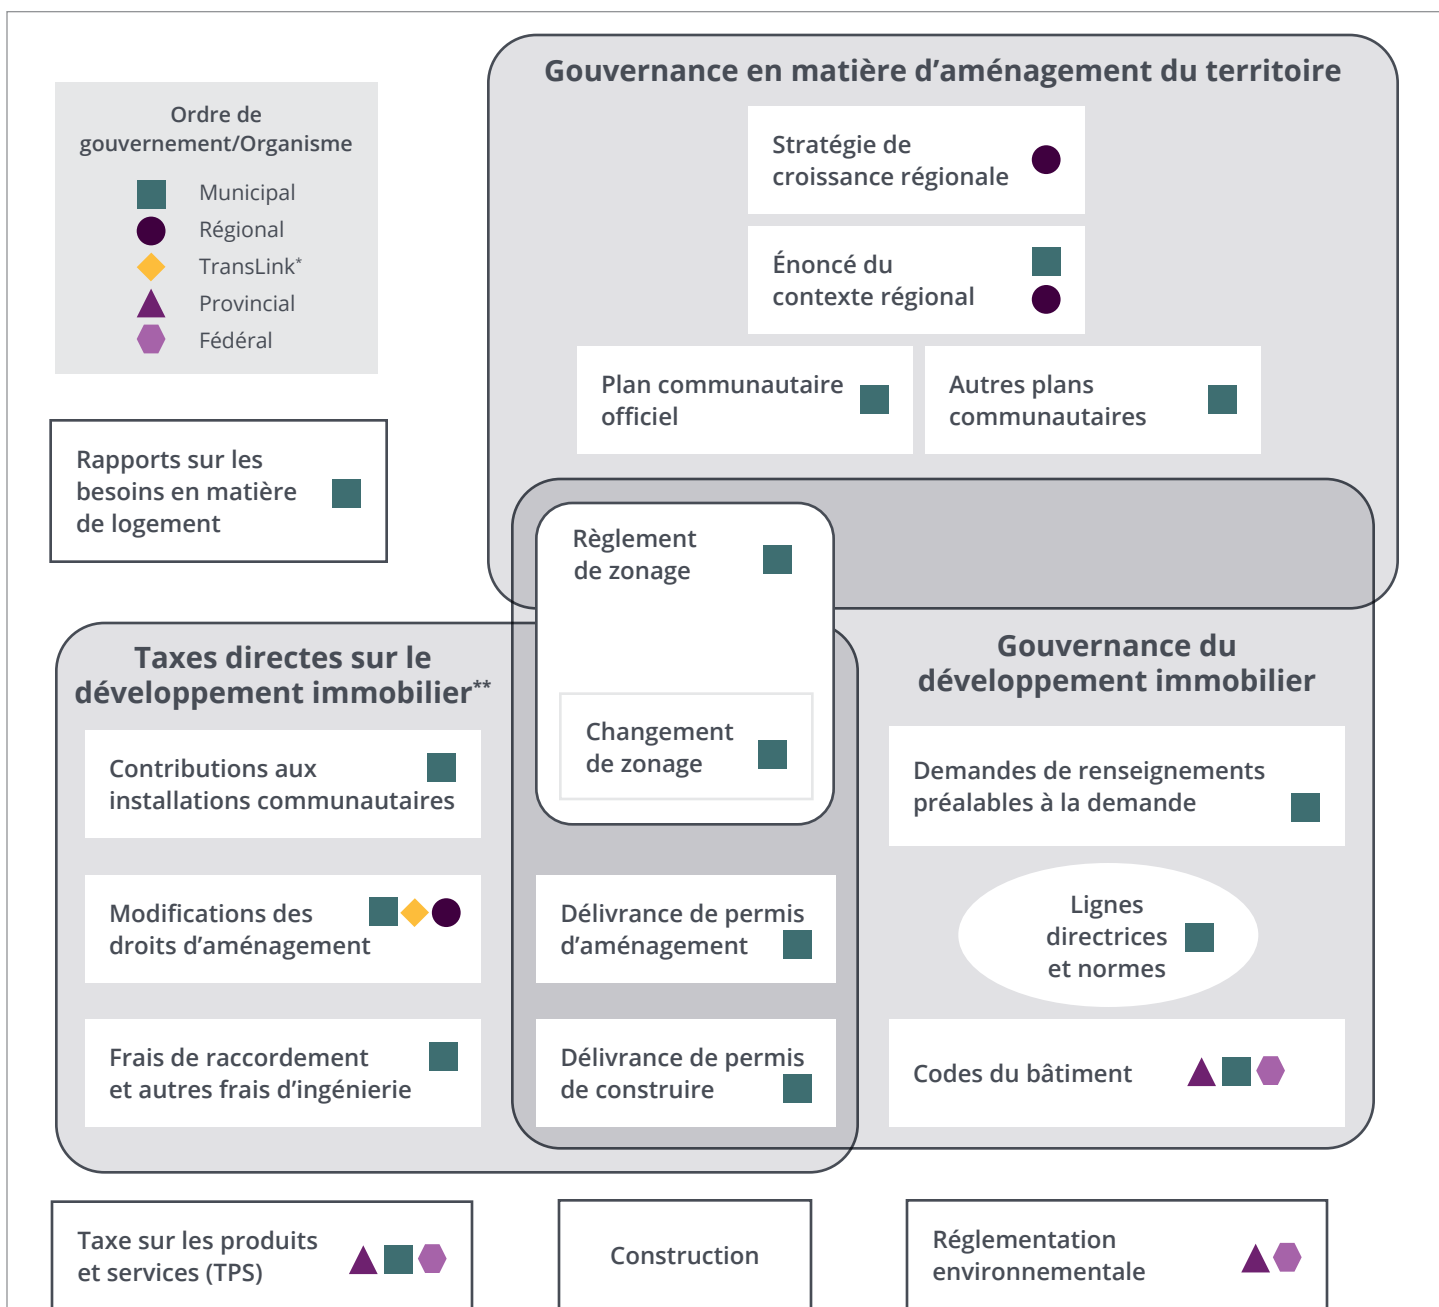 Gouvernance en matière d’aménagement du territoire
Ordre de
gouvernement/Organisme
Municipal
Régional
TransLink*
Provincial
Fédéral
Stratégie de
croissance régionale
Énoncé du
contexte régional
Plan communautaire
officiel
Autres plans
communautaires
Rapports sur les
besoins en matière
de logement
Règlement
de zonage
Changement
de zonage
Taxes directes sur le
développement immobilier**
Contributions aux
installations communautaires
Modifications des
droits d’aménagement
Frais de raccordement
et autres frais d’ingénierie
Délivrance de permis
d’aménagement
Délivrance de permis
de construire
Gouvernance du
développement immobilier
Demandes de renseignements
préalables à la demande
Lignes
directrices
et normes
Codes du bâtiment
Taxe sur les produits
et services (TPS)
Construction
Réglementation
environnementale